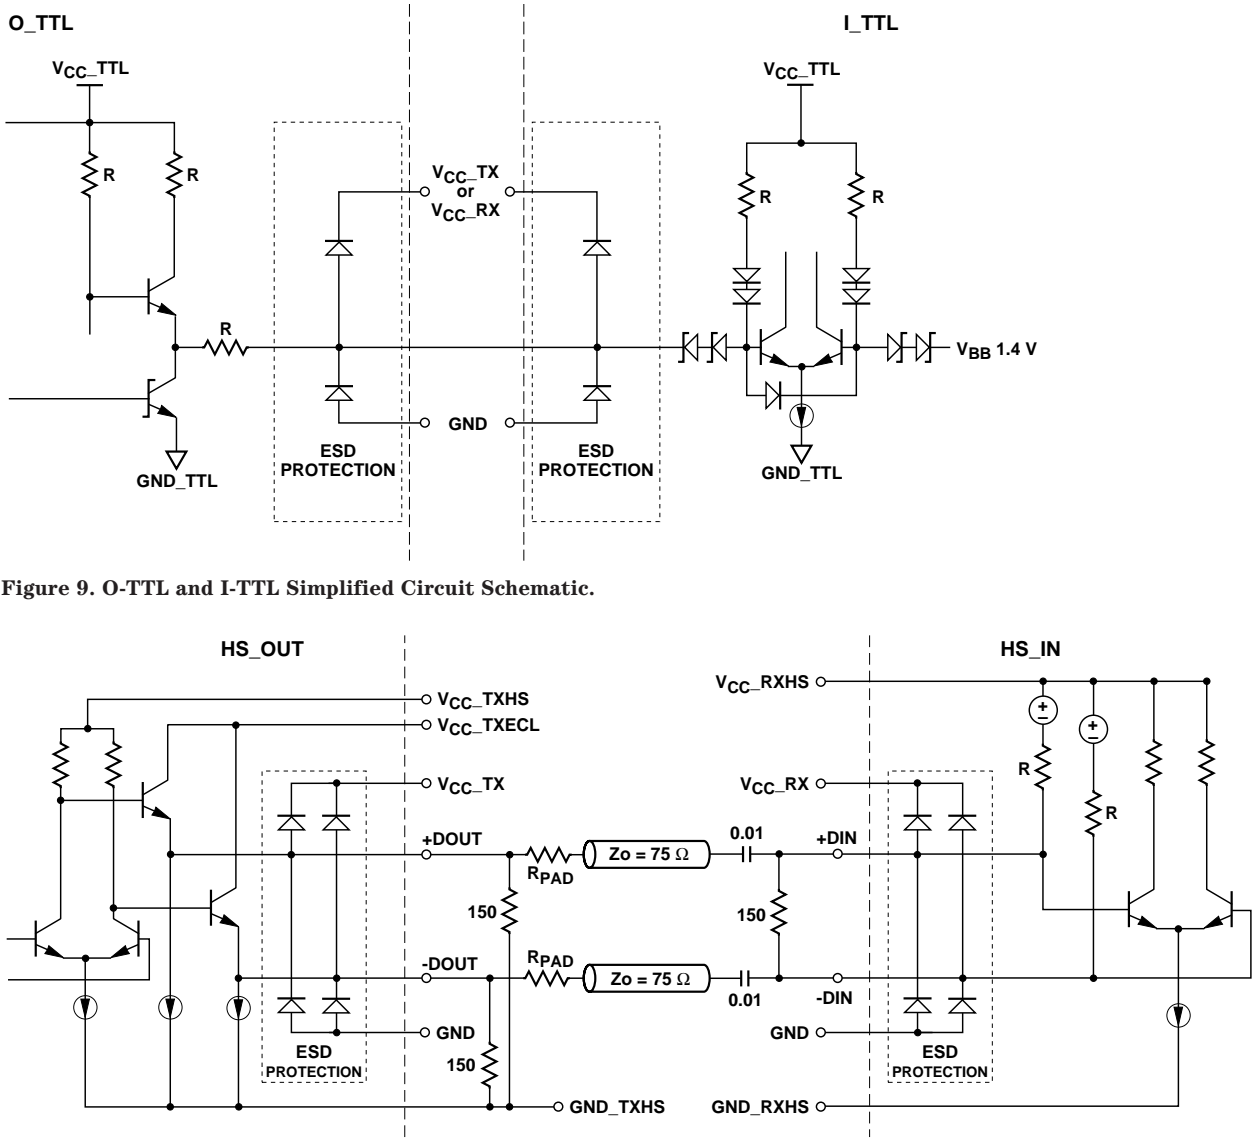 O_TTL
I_TTL
VCC_TTL
VCC_TTL
R
R
VCC_TX
or
VCC_RX
R
R
R
VBB 1.4 V
GND
ESD
PROTECTION
ESD
PROTECTION
GND_TTL
GND_TTL
Figure 9. O-TTL and I-TTL Simplified Circuit Schematic.
HS_OUT
HS_IN
VCC_TXHS
VCC_RXHS
VCC_TXECL
+
−
+
−
VCC_TX
VCC_RX
R
R
+DOUT
0.01
+DIN
RPAD
Zo = 75 Ω
150
150
-DOUT
RPAD
Zo = 75 Ω
0.01
-DIN
GND
GND
ESD
PROTECTION
150
ESD
PROTECTION
GND_TXHS
GND_RXHS